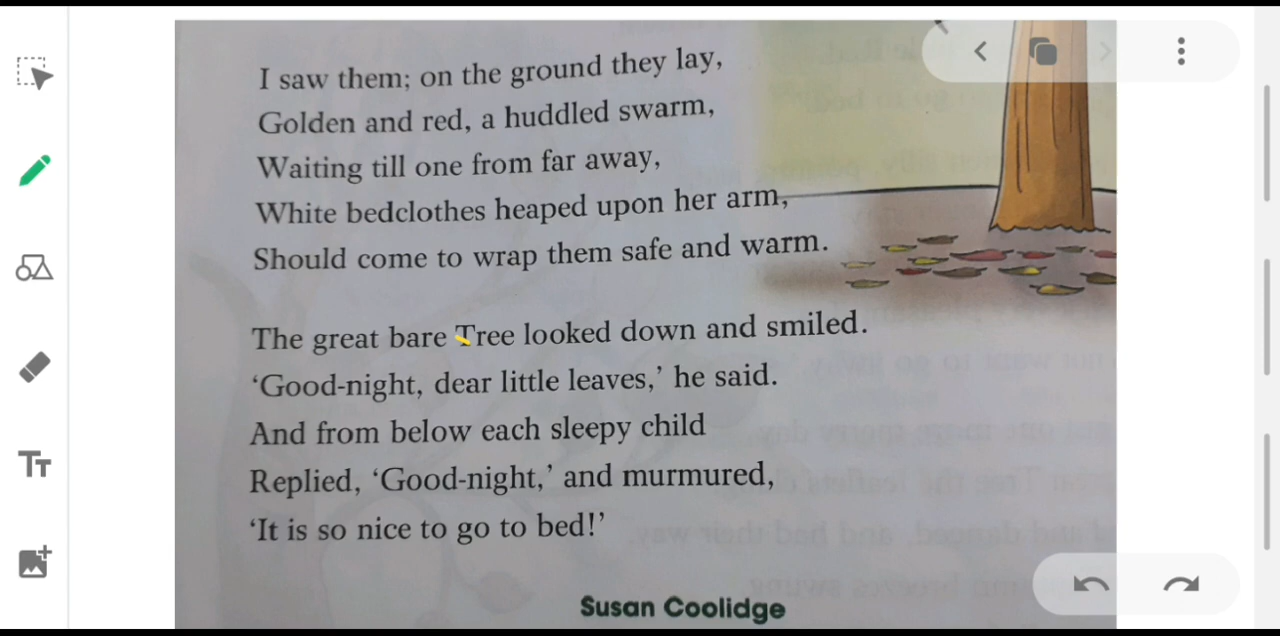 I saw them; on the ground they lay,
Golden and red, a huddled swarm,
Waiting till one from far away,
White bedclothes heaped upon her arm,
Should come to wrap them safe and warm.
The great bare Tree looked down and smiled.
‘Good-night, dear little leaves,’ he said.
And from below each sleepy child
Replied, ‘Good-night,’ and murmured,
‘It is so nice to go to bed!’
Susan Coolidge
TT